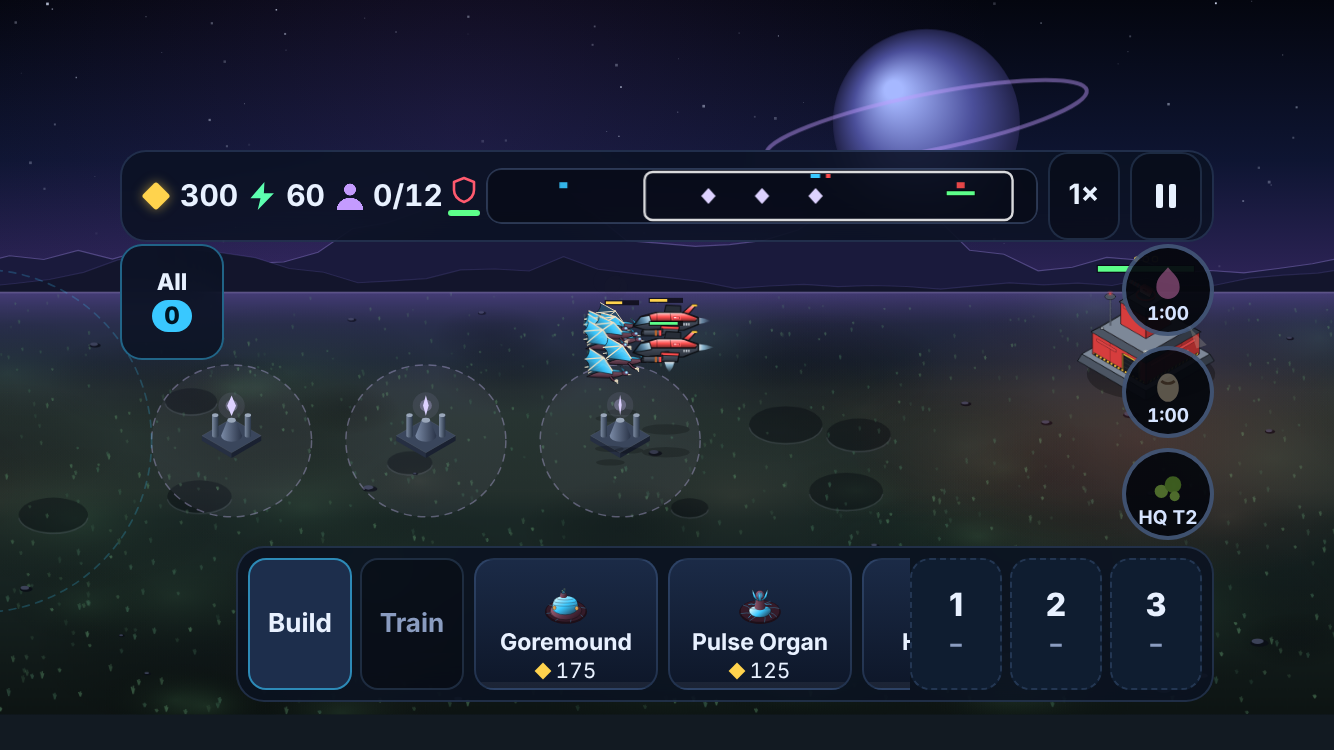 300 60 0/12 1×
All
0
1:00
1:00
HQ T2
Build Train
Goremound
175
Pulse Organ
125
1 2 3
– – –